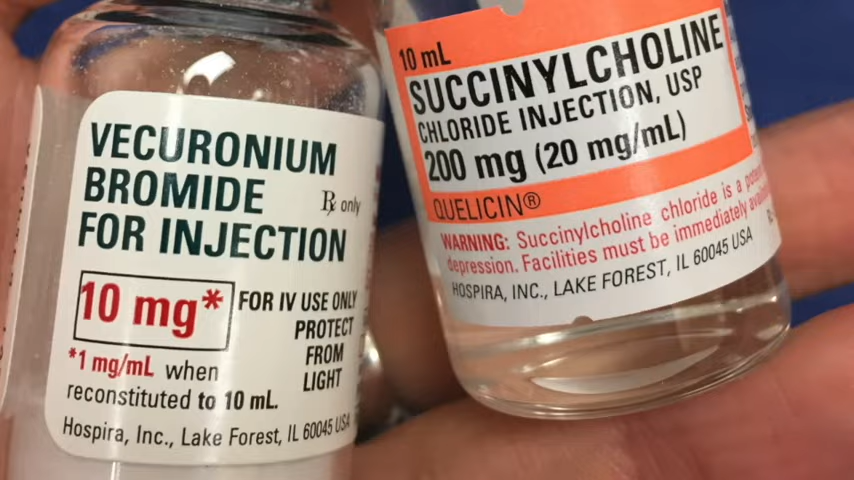 VECURONIUM
BROMIDE
FOR INJECTION
Rx only
10 mg*
FOR IV USE ONLY
PROTECT
FROM
LIGHT
*1 mg/mL when
reconstituted to 10 mL.
Hospira, Inc., Lake Forest, IL 60045 USA
10 mL
SUCCINYLCHOLINE
CHLORIDE INJECTION, USP
200 mg (20 mg/mL)
QUELICIN®
WARNING: Succinylcholine chloride is a
depression. Facilities must be immediately
HOSPIRA, INC., LAKE FOREST, IL 60045 USA